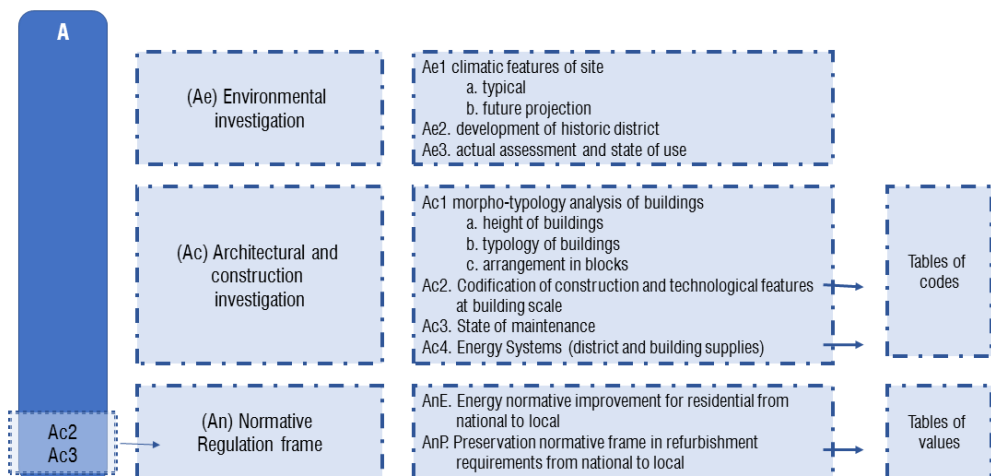 A
(Ae) Environmental
investigation
Ae1 climatic features of site
a. typical
b. future projection
Ae2. development of historic district
Ae3. actual assessment and state of use
(Ac) Architectural and
construction
investigation
Ac1 morpho-typology analysis of buildings
a. height of buildings
b. typology of buildings
c. arrangement in blocks
Ac2. Codification of construction and technological features
at building scale
Ac3. State of maintenance
Ac4. Energy Systems (district and building supplies)
Tables of
codes
Ac2
Ac3
(An) Normative
Regulation frame
AnE. Energy normative improvement for residential from
national to local
AnP. Preservation normative frame in refurbishment
requirements from national to local
Tables of
values